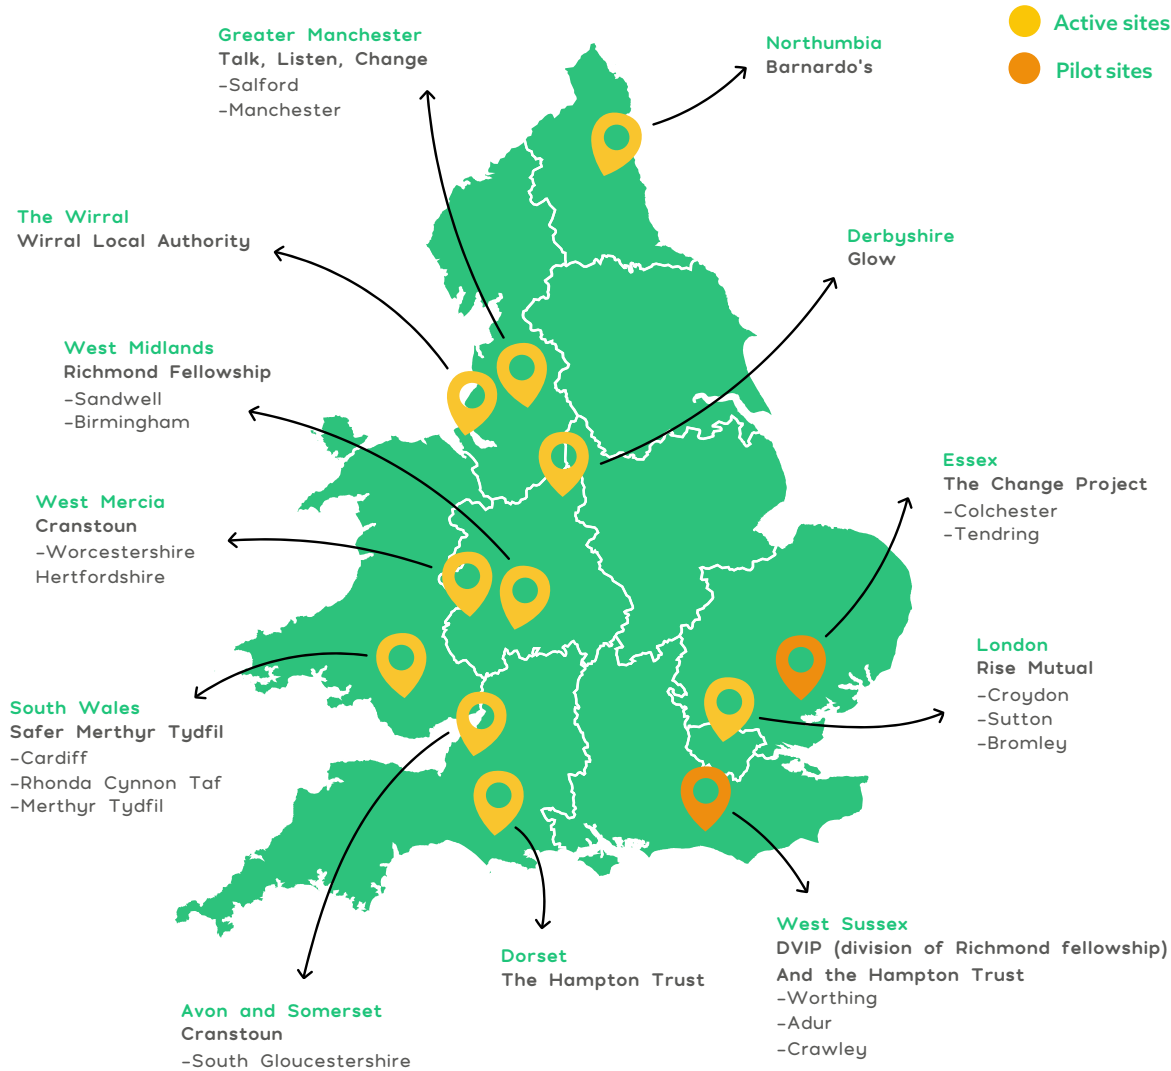 Greater Manchester
Talk, Listen, Change
-Salford
-Manchester
Northumbia
Barnardo's
Active sites
Pilot sites
The Wirral
Wirral Local Authority
Derbyshire
Glow
West Midlands
Richmond Fellowship
-Sandwell
-Birmingham
West Mercia
Cranstoun
-Worcestershire
Hertfordshire
Essex
The Change Project
-Colchester
-Tendring
London
Rise Mutual
-Croydon
-Sutton
-Bromley
South Wales
Safer Merthyr Tydfil
-Cardiff
-Rhonda Cynnon Taf
-Merthyr Tydfil
Dorset
The Hampton Trust
West Sussex
DVIP (division of Richmond fellowship)
And the Hampton Trust
-Worthing
-Adur
-Crawley
Avon and Somerset
Cranstoun
-South Gloucestershire